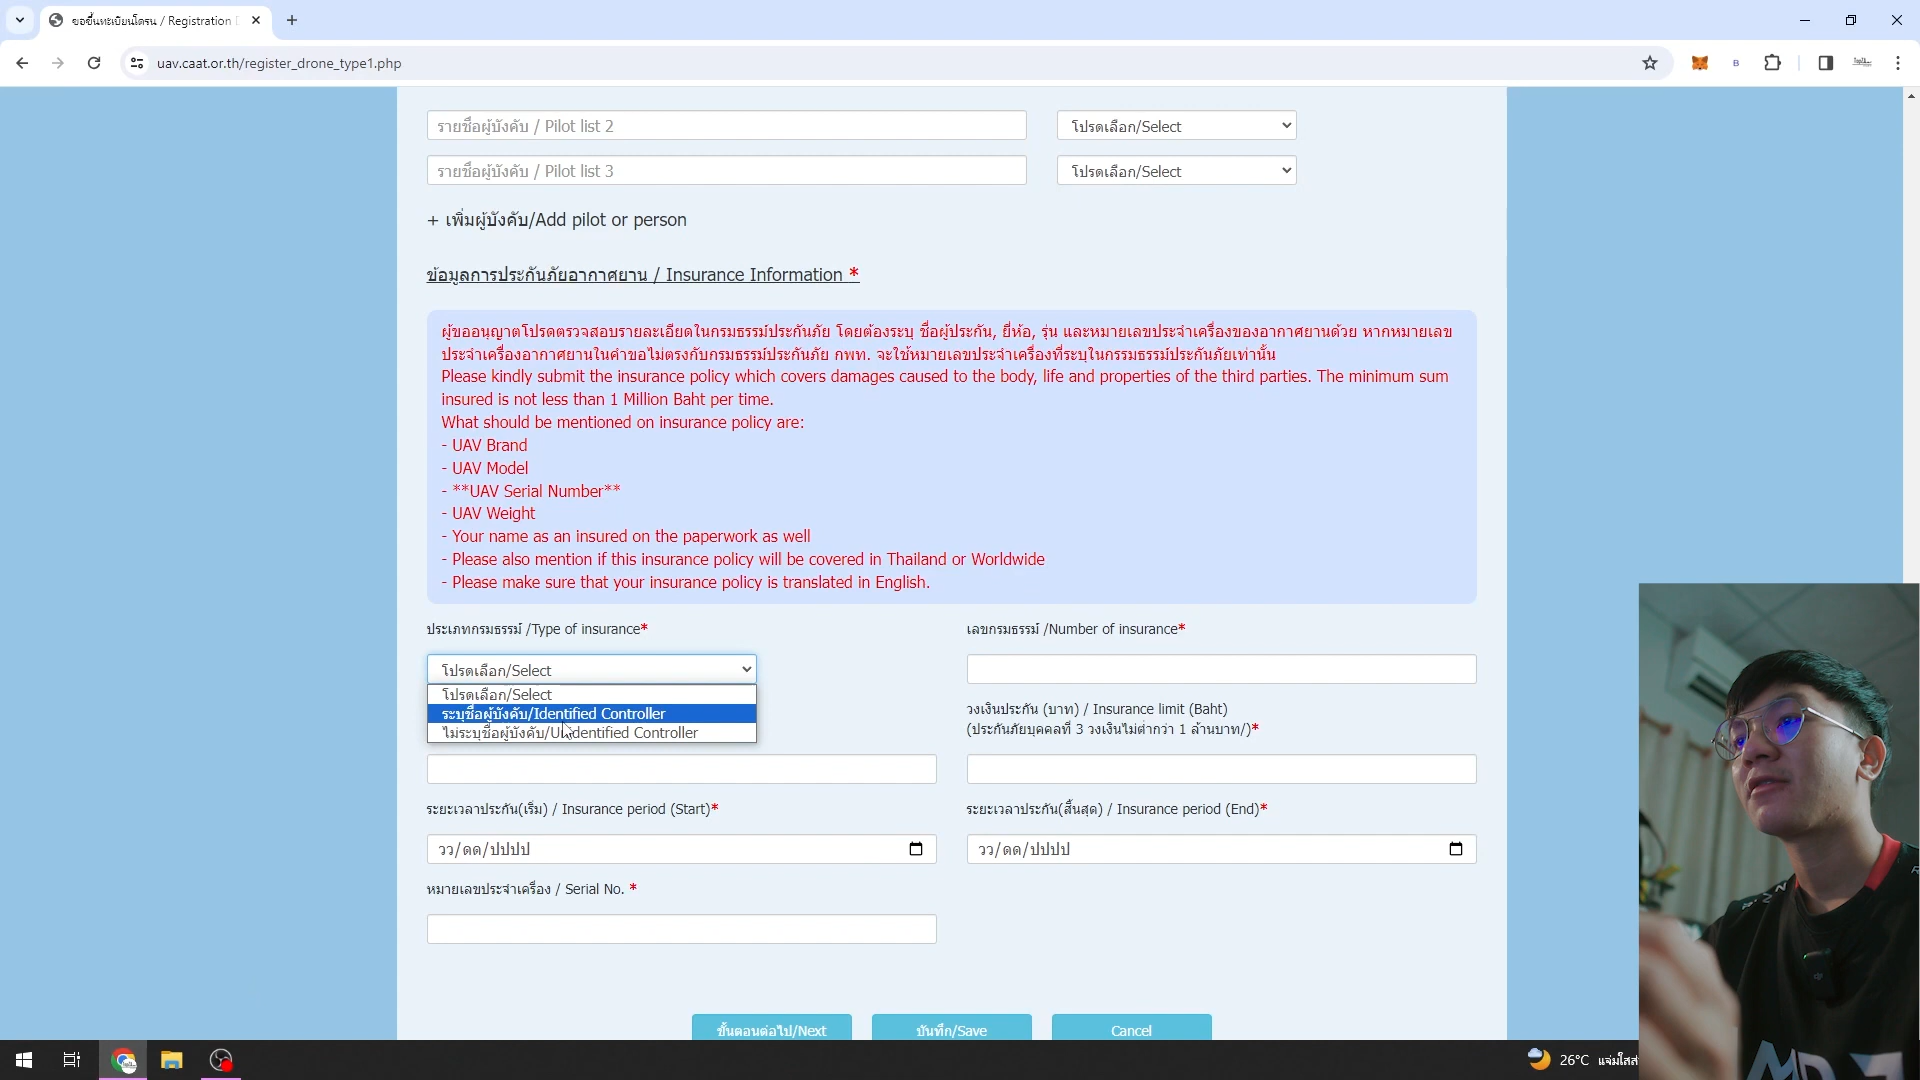 ขอขึ้นทะเบียนโดรน / Registration
uav.caat.or.th/register_drone_type1.php
รายชื่อผู้บังคับ / Pilot list 2
โปรดเลือก/Select
รายชื่อผู้บังคับ / Pilot list 3
โปรดเลือก/Select
+ เพิ่มผู้บังคับ/Add pilot or person
ข้อมูลการประกันภัยอากาศยาน / Insurance Information *
ผู้ขออนุญาตโปรดตรวจสอบรายละเอียดในกรมธรรม์ประกันภัย โดยต้องระบุ ชื่อผู้ประกัน, ยี่ห้อ, รุ่น และหมายเลขประจำเครื่องของอากาศยานด้วย หากหมายเลข
ประจำเครื่องอากาศยานในคำขอไม่ตรงกับกรมธรรม์ประกันภัย กพท. จะใช้หมายเลขประจำเครื่องที่ระบุในกรรมธรรม์ประกันภัยเท่านั้น
Please kindly submit the insurance policy which covers damages caused to the body, life and properties of the third parties. The minimum sum
insured is not less than 1 Million Baht per time.
What should be mentioned on insurance policy are:
- UAV Brand
- UAV Model
- **UAV Serial Number**
- UAV Weight
- Your name as an insured on the paperwork as well
- Please also mention if this insurance policy will be covered in Thailand or Worldwide
- Please make sure that your insurance policy is translated in English.
ประเภทกรมธรรม์ /Type of insurance*
เลขกรมธรรม์ /Number of insurance*
โปรดเลือก/Select
โปรดเลือก/Select
ระบุชื่อผู้บังคับ/Identified Controller
ไม่ระบุชื่อผู้บังคับ/Unidentified Controller
วงเงินประกัน (บาท) / Insurance limit (Baht)
(ประกันภัยบุคคลที่ 3 วงเงินไม่ต่ำกว่า 1 ล้านบาท/)*
ระยะเวลาประกัน(เริ่ม) / Insurance period (Start)*
ระยะเวลาประกัน(สิ้นสุด) / Insurance period (End)*
วว/ดด/ปปปป
วว/ดด/ปปปป
หมายเลขประจำเครื่อง / Serial No. *
ขั้นตอนต่อไป/Next
บันทึก/Save
Cancel
26°C